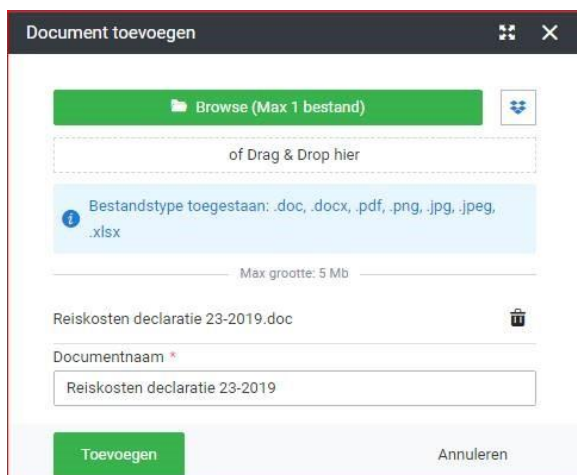 Document toevoegen
Browse (Max 1 bestand)
of Drag & Drop hier
Bestandstype toegestaan: .doc, .docx, .pdf, .png, .jpg, .jpeg,
.xlsx
Max grootte: 5 Mb
Reiskosten declaratie 23-2019.doc
Documentnaam *
Reiskosten declaratie 23-2019
Toevoegen
Annuleren